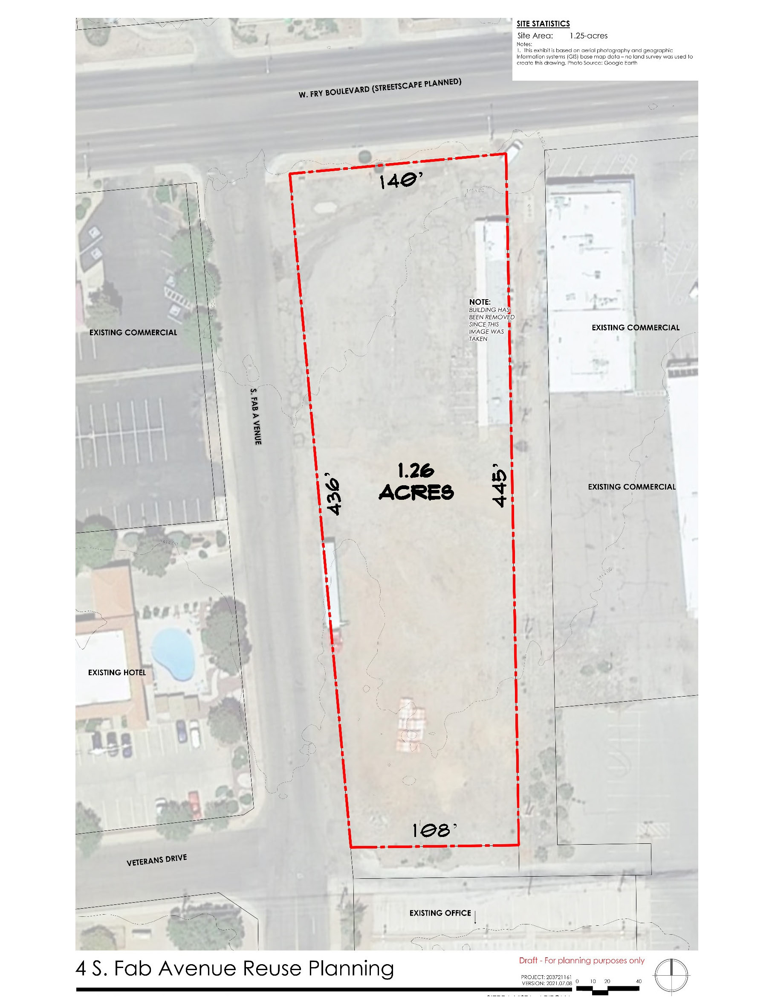 SITE STATISTICS
Site Area: 1.25-acres
Notes:
1. This exhibit is based on aerial photography and geographic
information systems (GIS) base map data – no land survey was used to
create this drawing. Photo Source: Google Earth
W. FRY BOULEVARD (STREETSCAPE PLANNED)
140’
NOTE:
BUILDING HAS
BEEN REMOVED
SINCE THIS
IMAGE WAS
TAKEN
EXISTING COMMERCIAL
EXISTING COMMERCIAL
S. FAB A VENUE
1.26
ACRES
436’
445’
EXISTING COMMERCIAL
1414.00
1414.00
EXISTING HOTEL
108’
VETERANS DRIVE
EXISTING OFFICE
4 S. Fab Avenue Reuse Planning
Draft - For planning purposes only
PROJECT: 203721161
VERSION: 2021.07.08
0 10 20 40